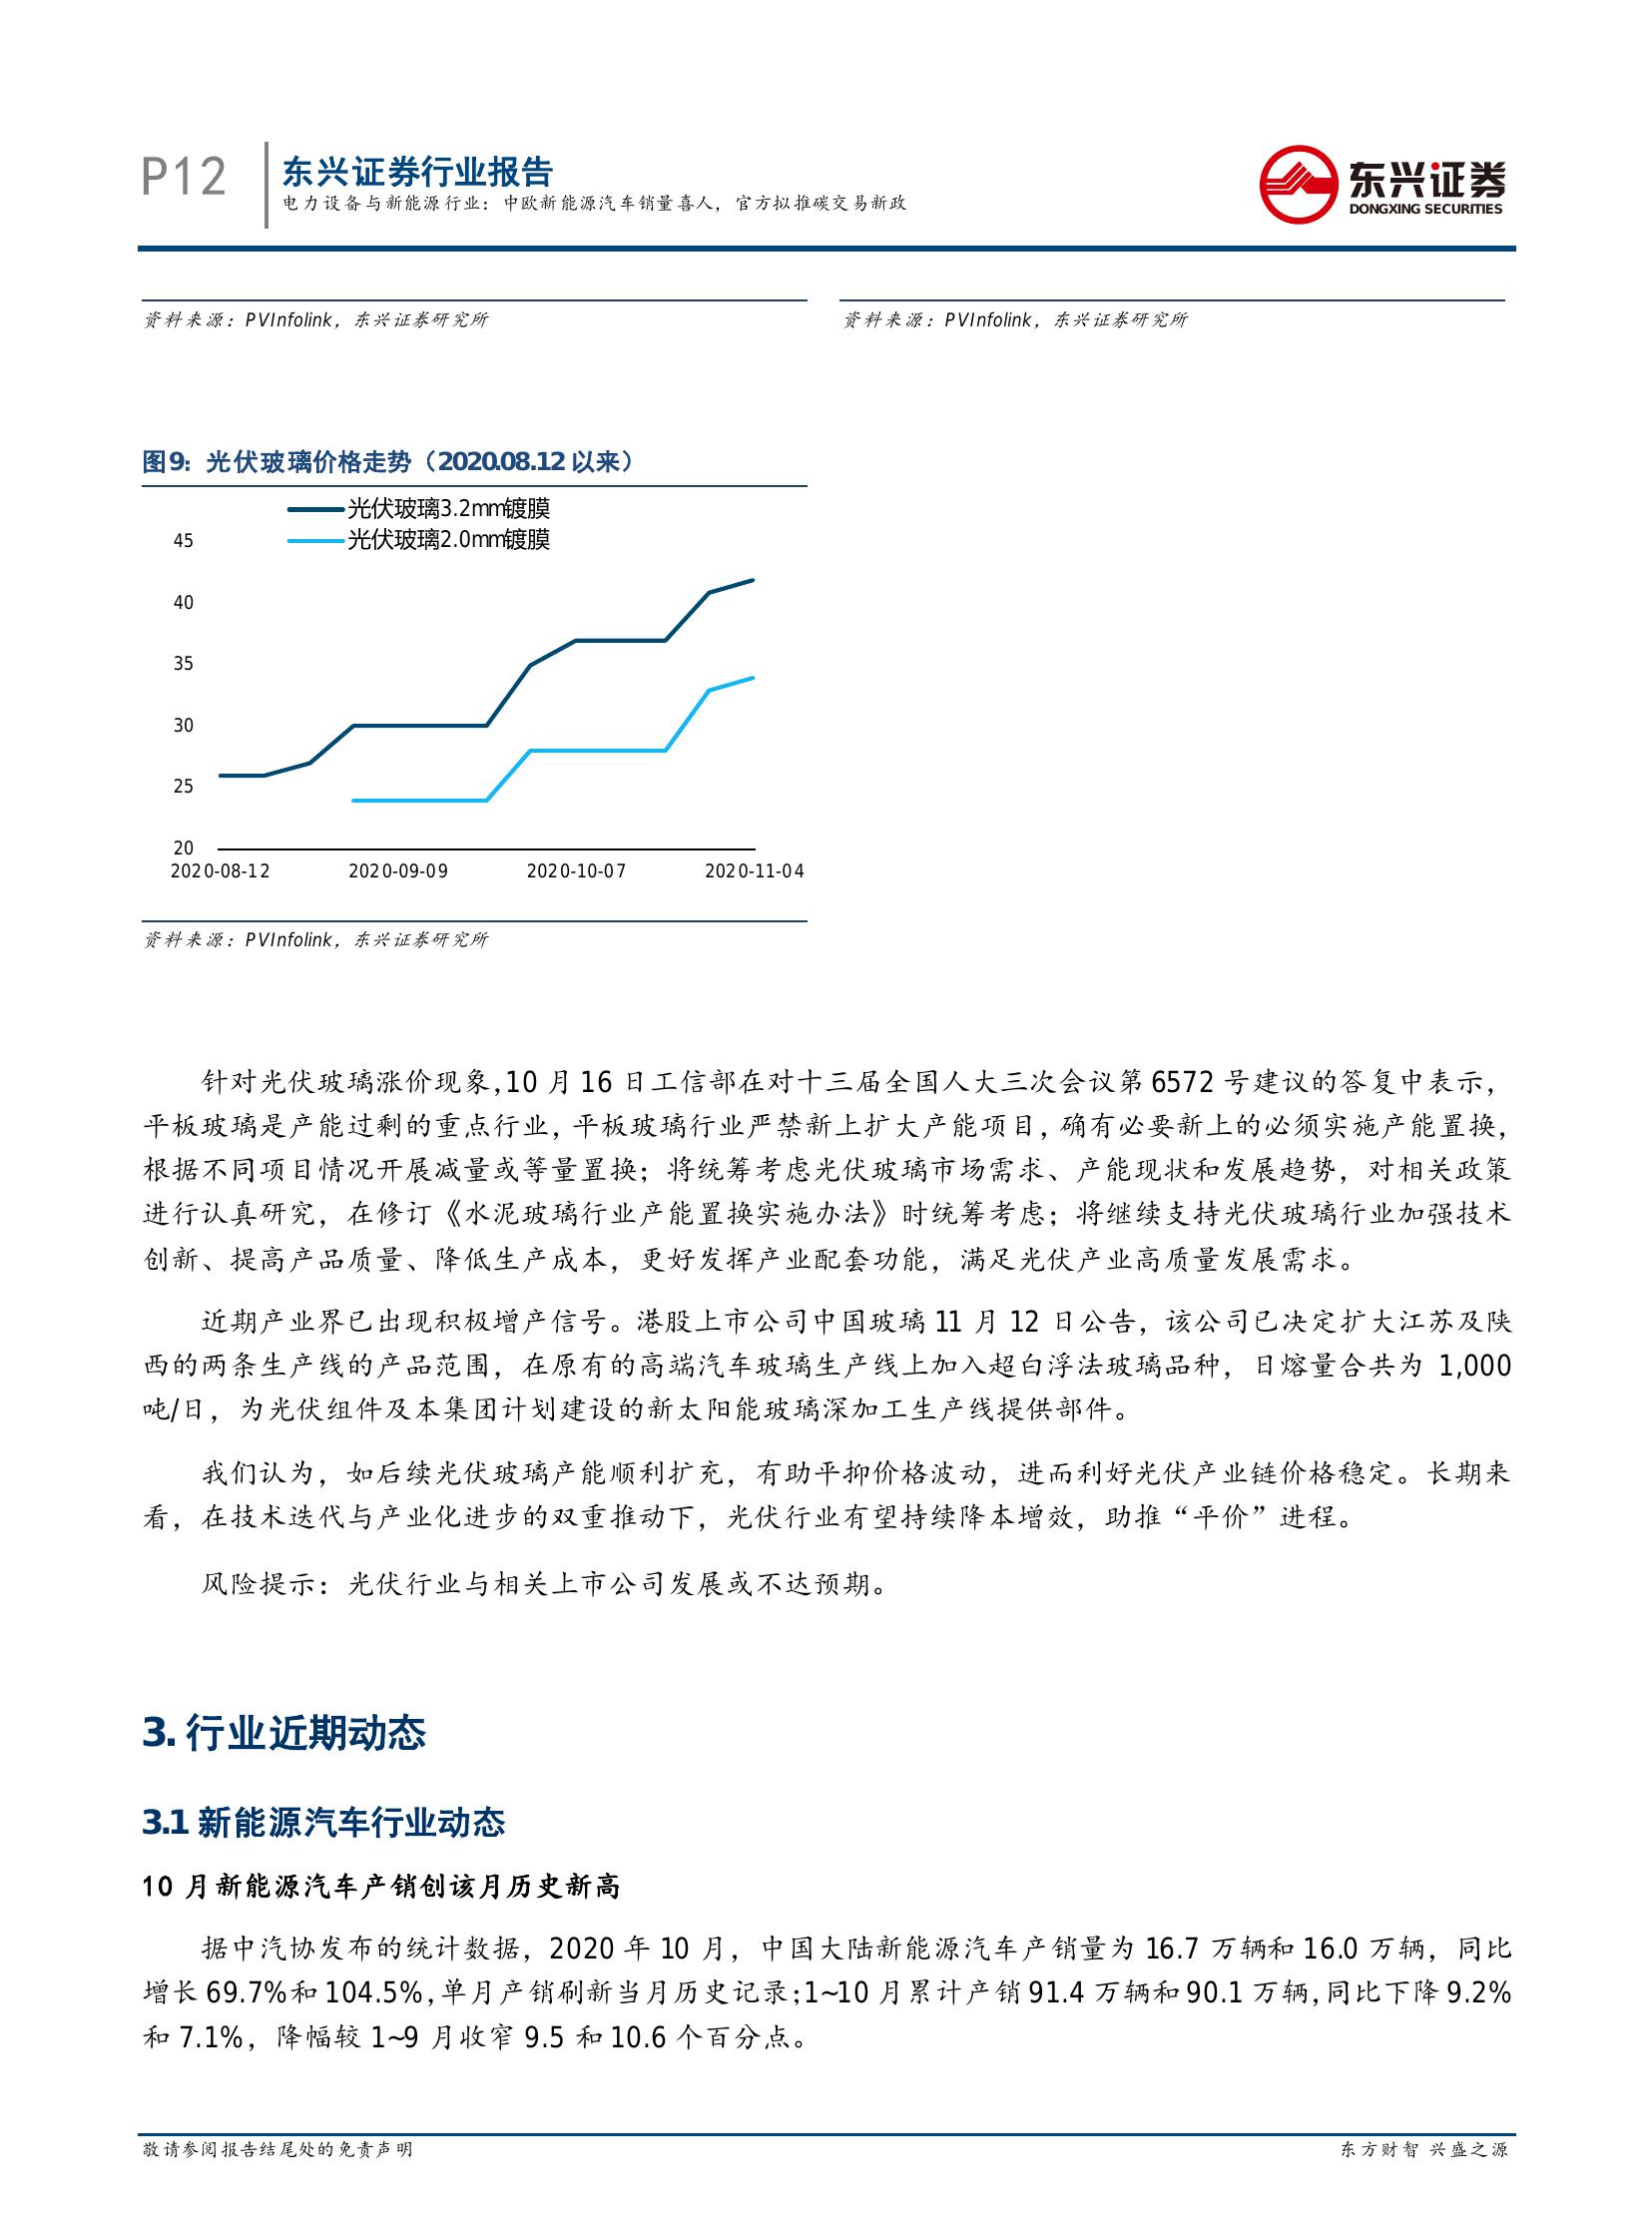 P12
东兴证券行业报告
电力设备与新能源行业：中欧新能源汽车销量喜人，官方拟推碳交易新政
东兴证券
DONGXING SECURITIES
资料来源：PVInfolink，东兴证券研究所
资料来源：PVInfolink，东兴证券研究所
图9：光伏玻璃价格走势（2020.08.12 以来）
光伏玻璃3.2mm镀膜
光伏玻璃2.0mm镀膜
45
40
35
30
25
20
2020-08-12 2020-09-09 2020-10-07 2020-11-04
资料来源：PVInfolink，东兴证券研究所
针对光伏玻璃涨价现象，10 月 16 日工信部在对十三届全国人大三次会议第 6572 号建议的答复中表示，
平板玻璃是产能过剩的重点行业，平板玻璃行业严禁新上扩大产能项目，确有必要新上的必须实施产能置换，
根据不同项目情况开展减量或等量置换；将统筹考虑光伏玻璃市场需求、产能现状和发展趋势，对相关政策
进行认真研究，在修订《水泥玻璃行业产能置换实施办法》时统筹考虑；将继续支持光伏玻璃行业加强技术
创新、提高产品质量、降低生产成本，更好发挥产业配套功能，满足光伏产业高质量发展需求。
近期产业界已出现积极增产信号。港股上市公司中国玻璃 11 月 12 日公告，该公司已决定扩大江苏及陕
西的两条生产线的产品范围，在原有的高端汽车玻璃生产线上加入超白浮法玻璃品种，日熔量合共为 1,000
吨/日，为光伏组件及本集团计划建设的新太阳能玻璃深加工生产线提供部件。
我们认为，如后续光伏玻璃产能顺利扩充，有助平抑价格波动，进而利好光伏产业链价格稳定。长期来
看，在技术迭代与产业化进步的双重推动下，光伏行业有望持续降本增效，助推“平价”进程。
风险提示：光伏行业与相关上市公司发展或不达预期。
3. 行业近期动态
3.1 新能源汽车行业动态
10 月新能源汽车产销创该月历史新高
据中汽协发布的统计数据，2020 年 10 月，中国大陆新能源汽车产销量为 16.7 万辆和 16.0 万辆，同比
增长 69.7%和 104.5%，单月产销刷新当月历史记录；1~10 月累计产销 91.4 万辆和 90.1 万辆，同比下降 9.2%
和 7.1%，降幅较 1~9 月收窄 9.5 和 10.6 个百分点。
敬请参阅报告结尾处的免责声明
东方财智 兴盛之源